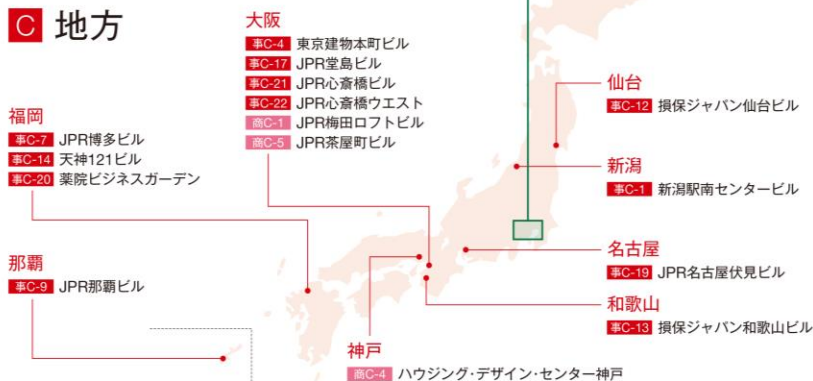 C 地方
大阪
事C-4 東京建物本町ビル
事C-17 JPR堂島ビル
事C-21 JPR心斎橋ビル
事C-22 JPR心斎橋ウエスト
商C-1 JPR梅田ロフトビル
商C-5 JPR茶屋町ビル
福岡
事C-7 JPR博多ビル
事C-14 天神121ビル
事C-20 薬院ビジネスガーデン
那覇
事C-9 JPR那覇ビル
仙台
事C-12 損保ジャパン仙台ビル
新潟
事C-1 新潟駅南センタービル
名古屋
事C-19 JPR名古屋伏見ビル
和歌山
事C-13 損保ジャパン和歌山ビル
神戸
商C-4 ハウジング・デザイン・センター神戸